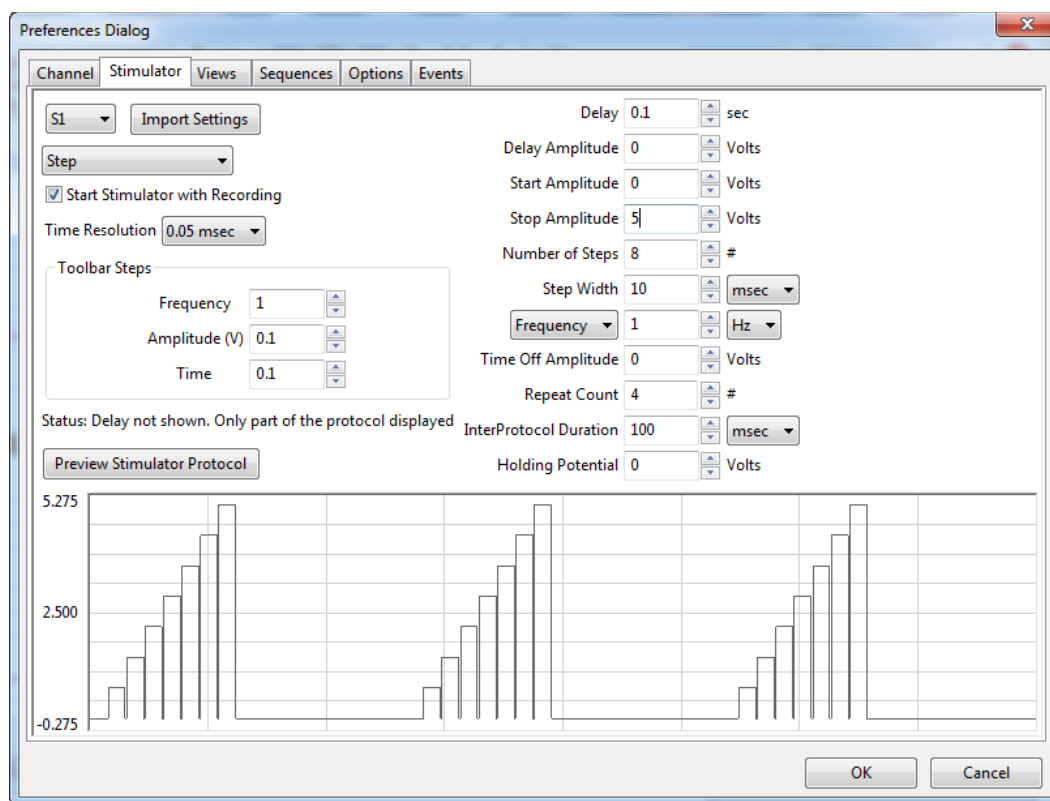 Preferences Dialog
Channel Stimulator Views Sequences Options Events
S1 Import Settings
Step
Start Stimulator with Recording
Time Resolution 0.05 msec
Toolbar Steps
Frequency 1
Amplitude (V) 0.1
Time 0.1
Status: Delay not shown. Only part of the protocol displayed
Preview Stimulator Protocol
Delay 0.1 sec
Delay Amplitude 0 Volts
Start Amplitude 0 Volts
Stop Amplitude 5 Volts
Number of Steps 8 #
Step Width 10 msec
Frequency 1 Hz
Time Off Amplitude 0 Volts
Repeat Count 4 #
InterProtocol Duration 100 msec
Holding Potential 0 Volts
5.275
2.500
-0.275
OK Cancel